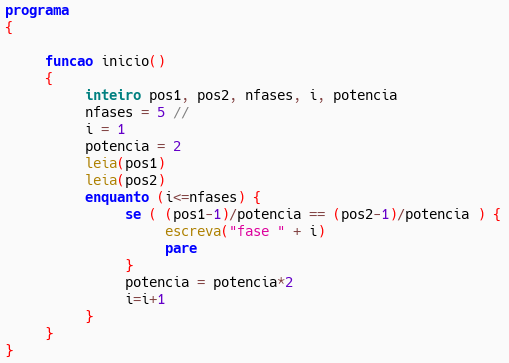 programa
{
funcao inicio()
{
inteiro pos1, pos2, nfases, i, potencia
nfases = 5 //
i = 1
potencia = 2
leia(pos1)
leia(pos2)
enquanto (i<=nfases) {
se ( (pos1-1)/potencia == (pos2-1)/potencia ) {
escreva("fase " + i)
pare
}
potencia = potencia*2
i=i+1
}
}
}